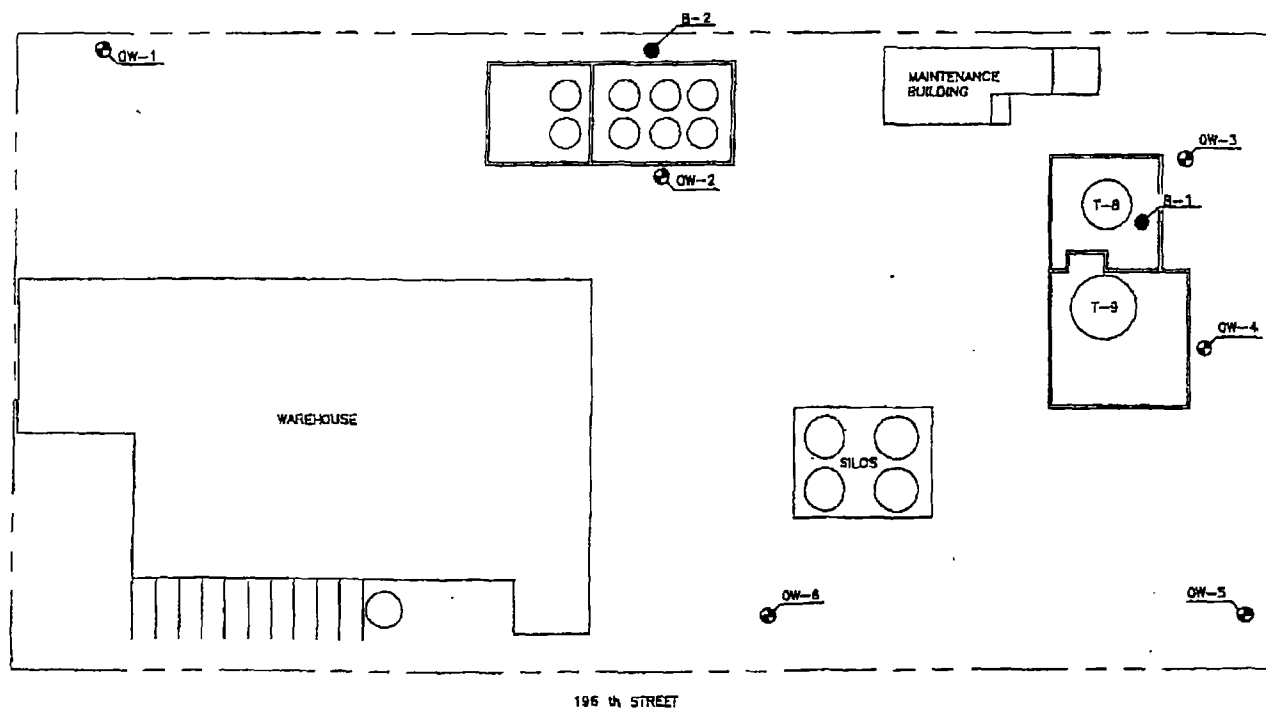 B-2
OW-1
MAINTENANCE
BUILDING
OW-3
OW-2
T-8
B-1
T-9
OW-4
WAREHOUSE
SILOS
OW-6
OW-5
196 th STREET